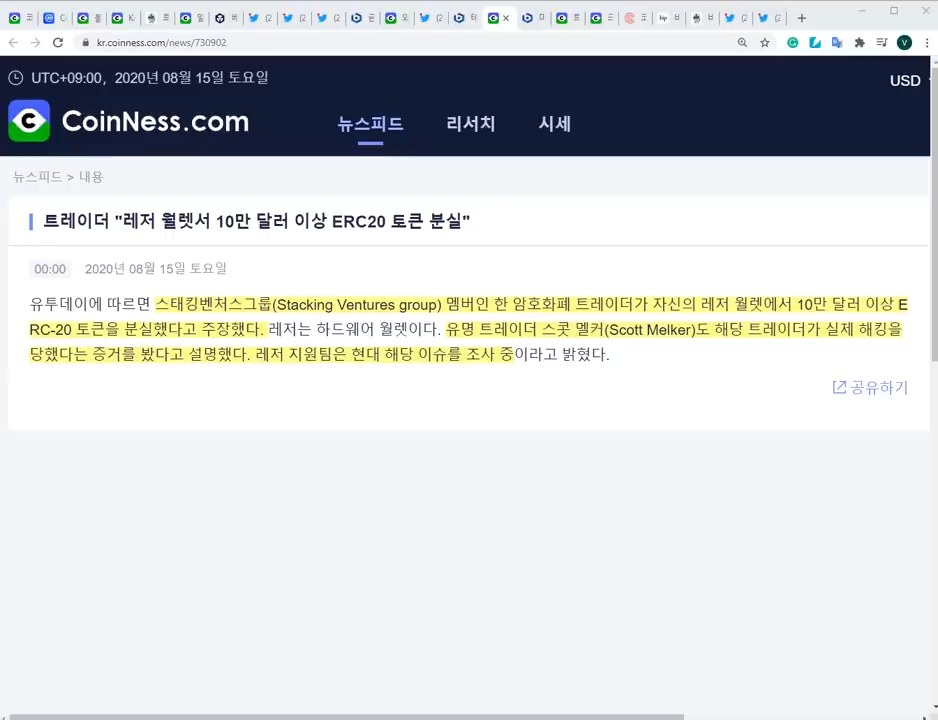 kr.coinness.com/news/730902
UTC+09:00, 2020년 08월 15일 토요일
USD
CoinNess.com
뉴스피드
리서치
시세
뉴스피드 > 내용
트레이더 "레저 월렛서 10만 달러 이상 ERC20 토큰 분실"
00:00 2020년 08월 15일 토요일
유투데이에 따르면 스태킹벤처스그룹(Stacking Ventures group) 멤버인 한 암호화폐 트레이더가 자신의 레저 월렛에서 10만 달러 이상 E
RC-20 토큰을 분실했다고 주장했다. 레저는 하드웨어 월렛이다. 유명 트레이더 스콧 멜커(Scott Melker)도 해당 트레이더가 실제 해킹을
당했다는 증거를 봤다고 설명했다. 레저 지원팀은 현대 해당 이슈를 조사 중이라고 밝혔다.
공유하기